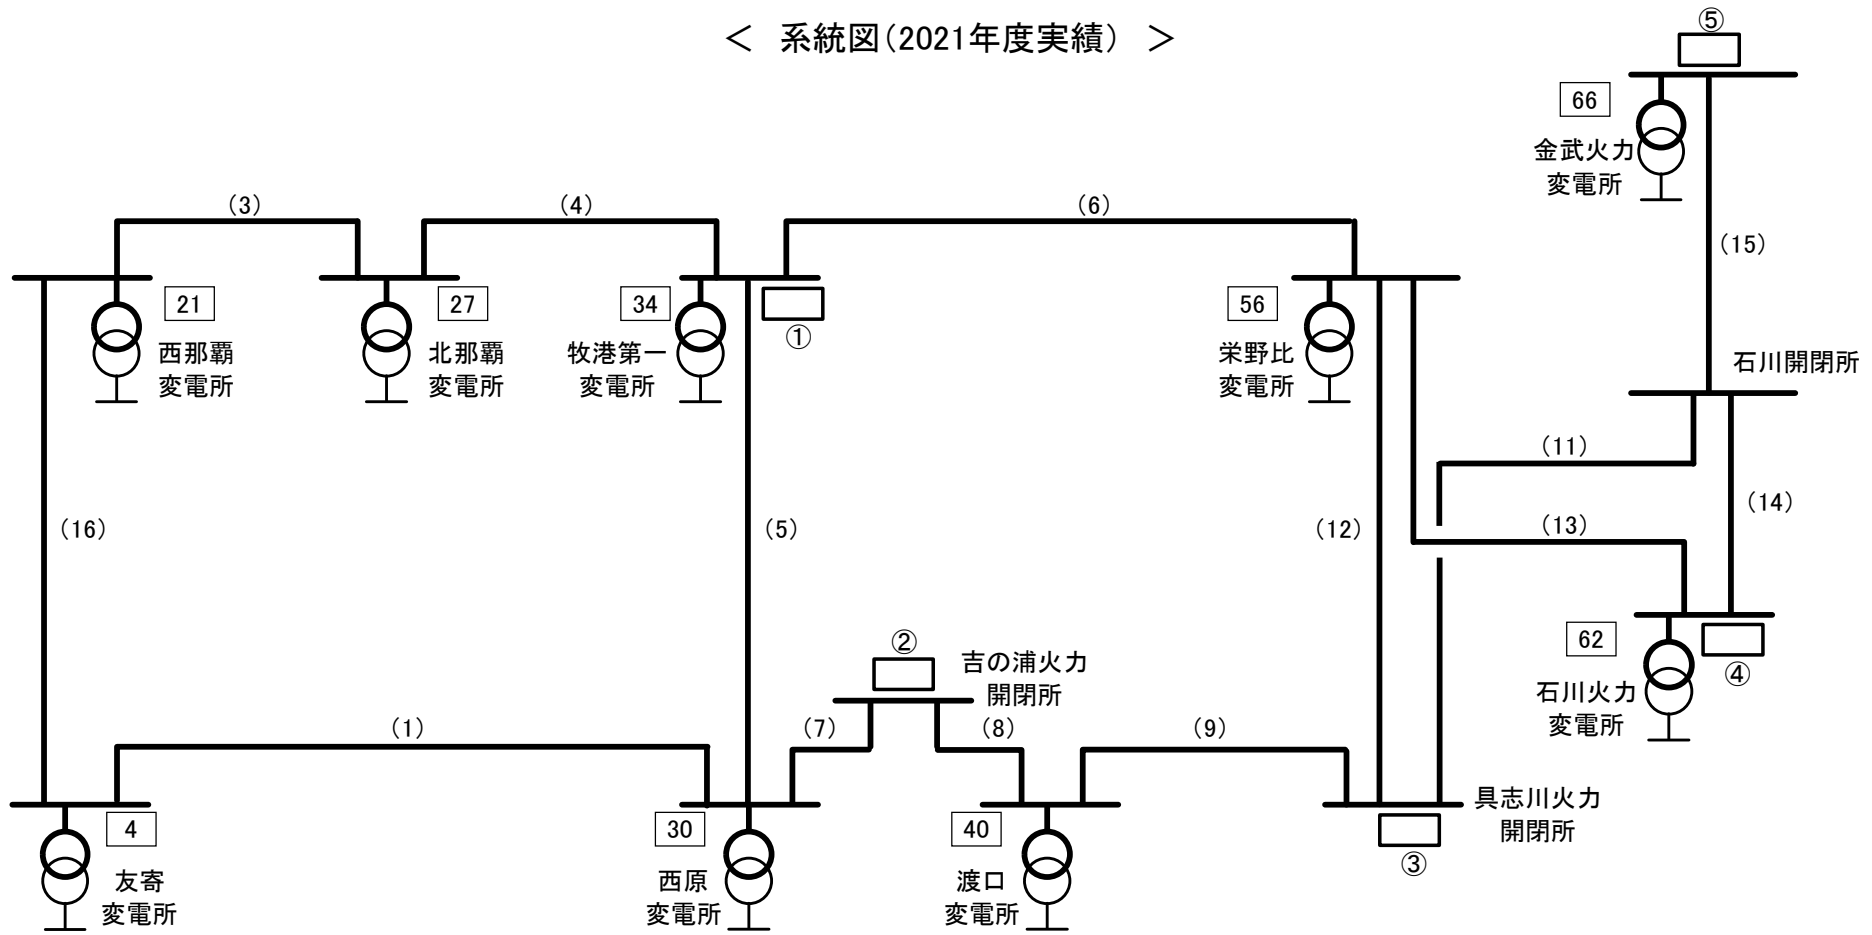 ＜ 系統図（2021年度実績） ＞
⑤
66
金武火力
変電所
（15）
（3）
（4）
（6）
21
西那覇
変電所
27
北那覇
変電所
34
牧港第一
変電所
①
56
栄野比
変電所
石川開閉所
（11）
（14）
（16）
（5）
（12）
（13）
62
石川火力
変電所
④
②
吉の浦火力
開閉所
（1）
（7）
（8）
（9）
4
友寄
変電所
30
西原
変電所
40
渡口
変電所
具志川火力
開閉所
③